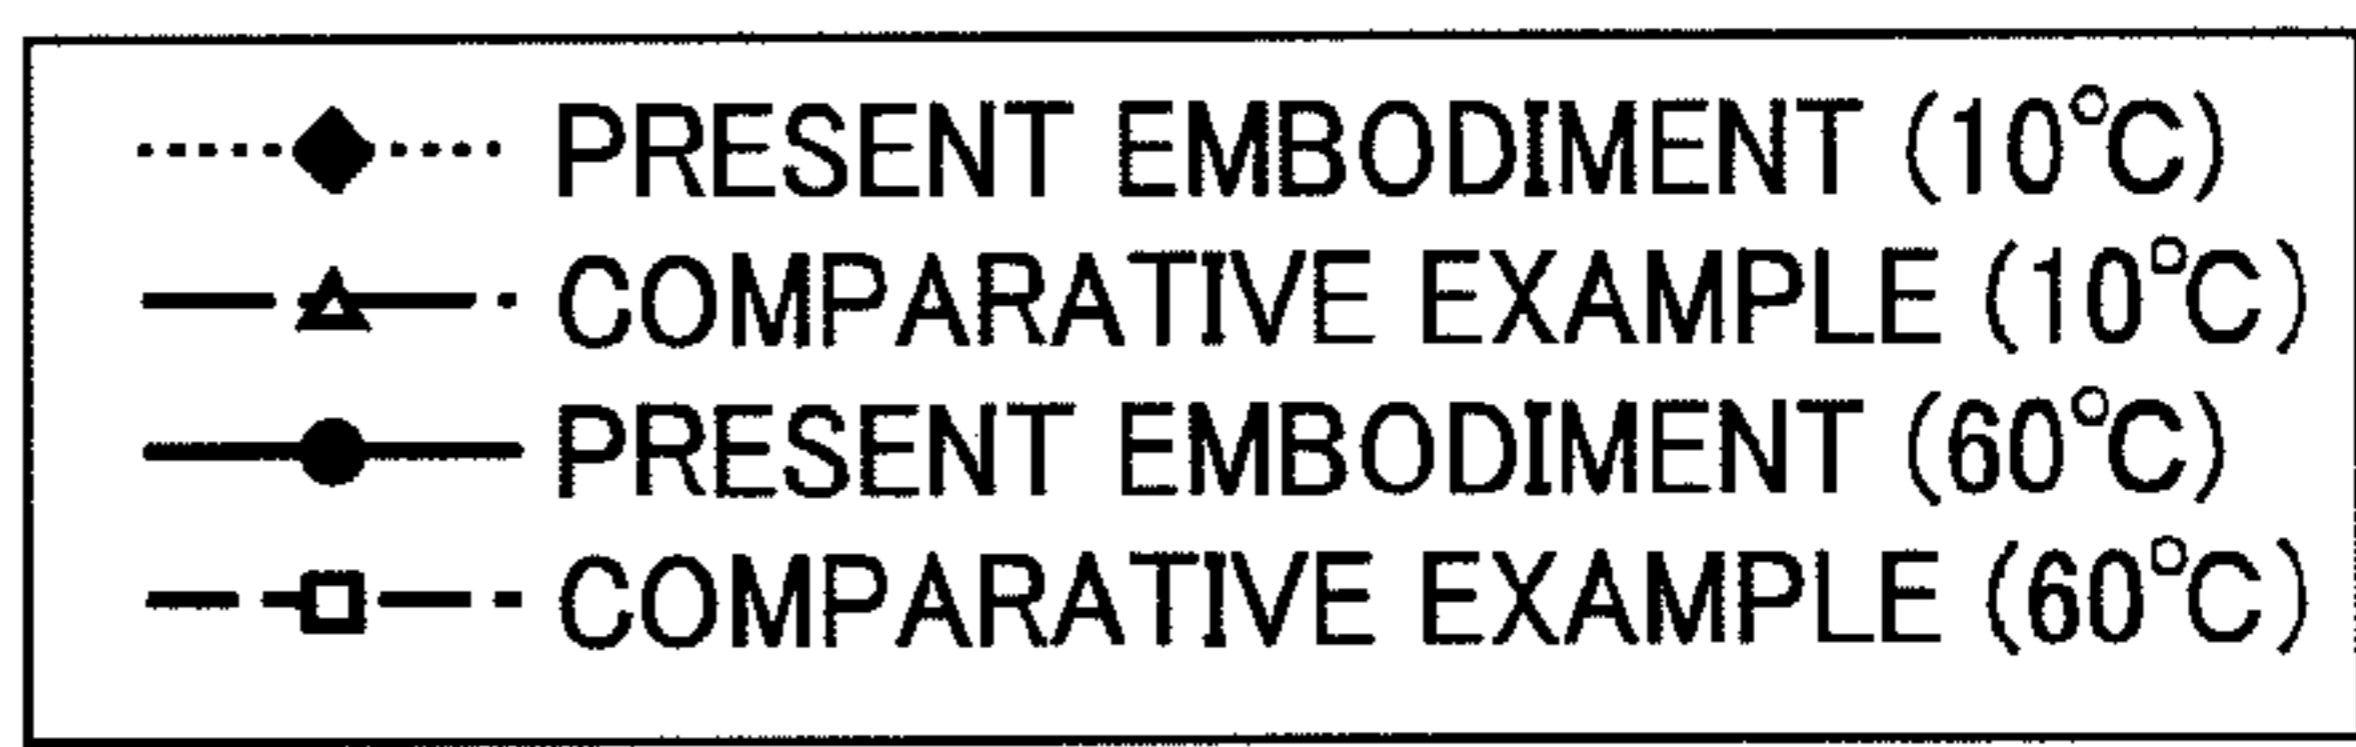 PRESENT EMBODIMENT (10°C)
COMPARATIVE EXAMPLE (10°C)
PRESENT EMBODIMENT (60°C)
COMPARATIVE EXAMPLE (60°C)